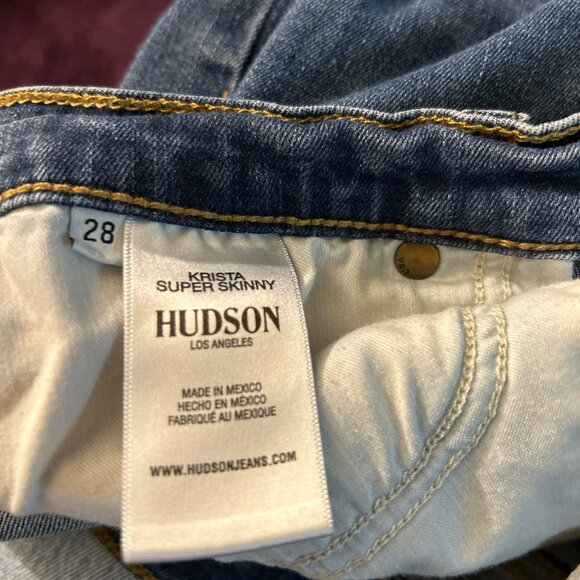 28
KRISTA
SUPER SKINNY
HUDSON
LOS ANGELES
MADE IN MEXICO
HECHO EN MÉXICO
FABRIQUÉ AU MEXIQUE
WWW.HUDSONJEANS.COM
USA